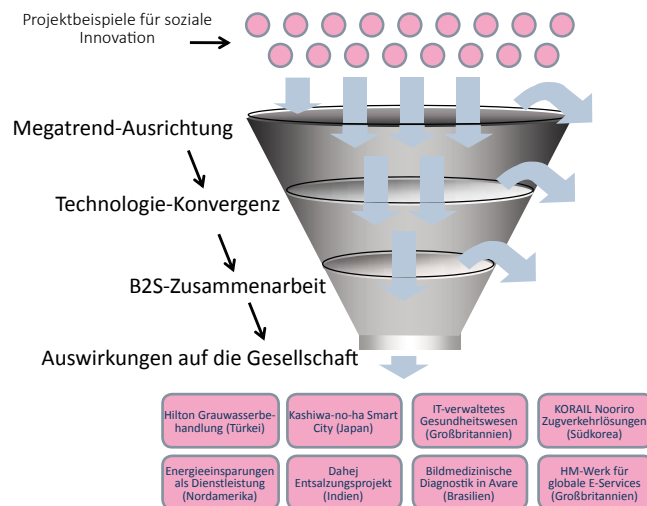 Projektbeispiele für soziale
Innovation
Megatrend-Ausrichtung
Technologie-Konvergenz
B2S-Zusammenarbeit
Auswirkungen auf die Gesellschaft
Hilton Grauwasserbe-
handlung (Türkei)
Kashiwa-no-ha Smart
City (Japan)
IT-verwaltetes
Gesundheitswesen
(Großbritannien)
KORAIL Nooriro
Zugverkehrlösungen
(Südkorea)
Energieeinsparungen
als Dienstleistung
(Nordamerika)
Dahej
Entsalzungsprojekt
(Indien)
Bildmedizinische
Diagnostik in Avare
(Brasilien)
HM-Werk für
globale E-Services
(Großbritannien)